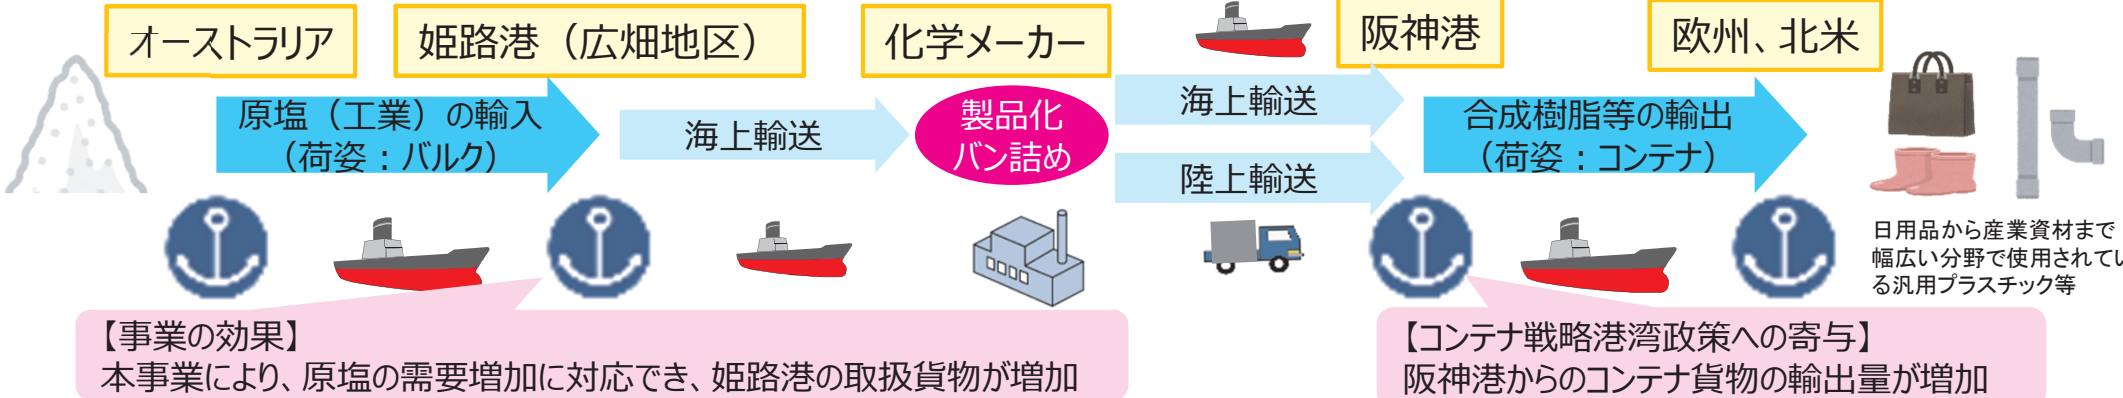 オーストラリア
姫路港（広畑地区）
化学メーカー
阪神港
欧州、北米
原塩（工業）の輸入
（荷姿：バルク）
海上輸送
製品化
バン詰め
海上輸送
陸上輸送
合成樹脂等の輸出
（荷姿：コンテナ）
日用品から産業資材まで
幅広い分野で使用されてい
る汎用プラスチック等
【事業の効果】
本事業により、原塩の需要増加に対応でき、姫路港の取扱貨物が増加
【コンテナ戦略港湾政策への寄与】
阪神港からのコンテナ貨物の輸出量が増加